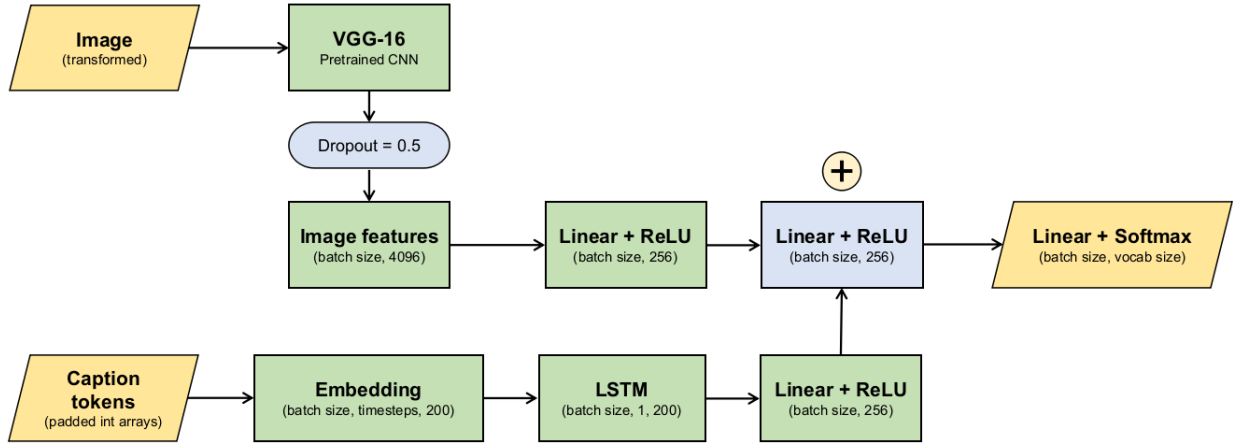 Image
(transformed)
VGG-16
Pretrained CNN
Dropout = 0.5
+
Image features
(batch size, 4096)
Linear + ReLU
(batch size, 256)
Linear + ReLU
(batch size, 256)
Linear + Softmax
(batch size, vocab size)
Caption
tokens
(padded int arrays)
Embedding
(batch size, timesteps, 200)
LSTM
(batch size, 1, 200)
Linear + ReLU
(batch size, 256)